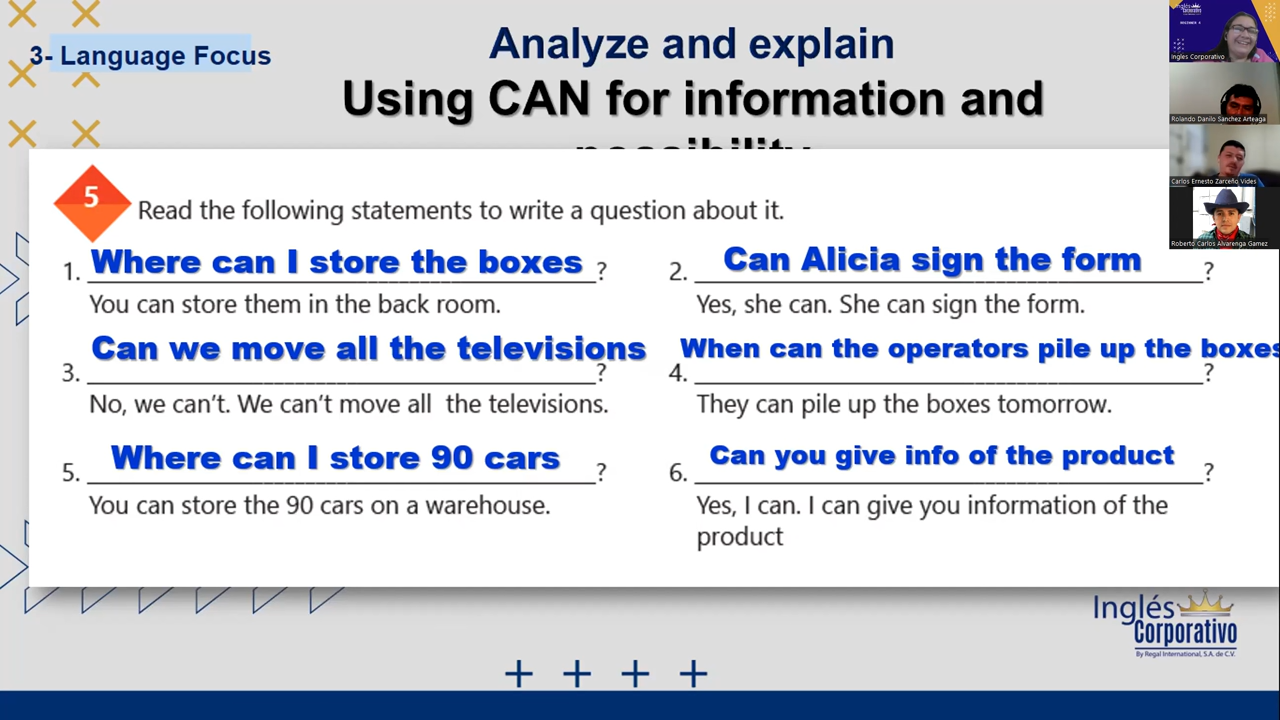 3- Language Focus
Analyze and explain
Using CAN for information and
possibility
5
Read the following statements to write a question about it.
1. Where can I store the boxes ?
You can store them in the back room.
2. Can Alicia sign the form ?
Yes, she can. She can sign the form.
3. Can we move all the televisions ?
No, we can't. We can't move all the televisions.
4. When can the operators pile up the boxes ?
They can pile up the boxes tomorrow.
5. Where can I store 90 cars ?
You can store the 90 cars on a warehouse.
6. Can you give info of the product ?
Yes, I can. I can give you information of the
product
Inglés Corporativo
Rolando Danilo Sanchez Arteaga
Carlos Ernesto Zarceño Vides
Roberto Carlos Alvarenga Gamez
Inglés
Corporativo
By Regal International, S.A. de C.V.